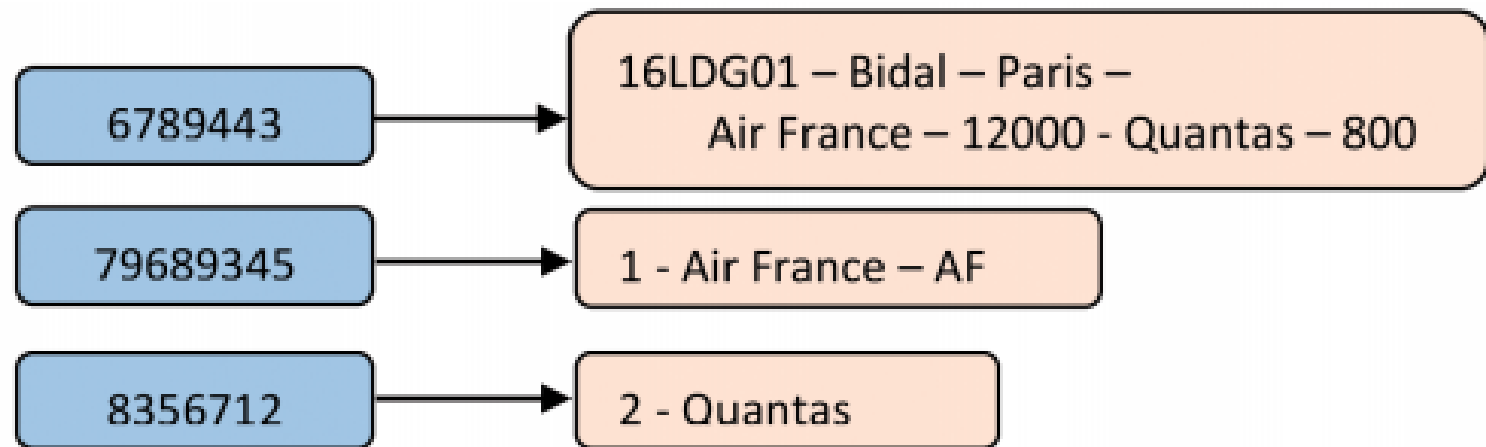 6789443
16LDG01 – Bidal – Paris –
Air France – 12000 - Quantas – 800
79689345
1 - Air France – AF
8356712
2 - Quantas